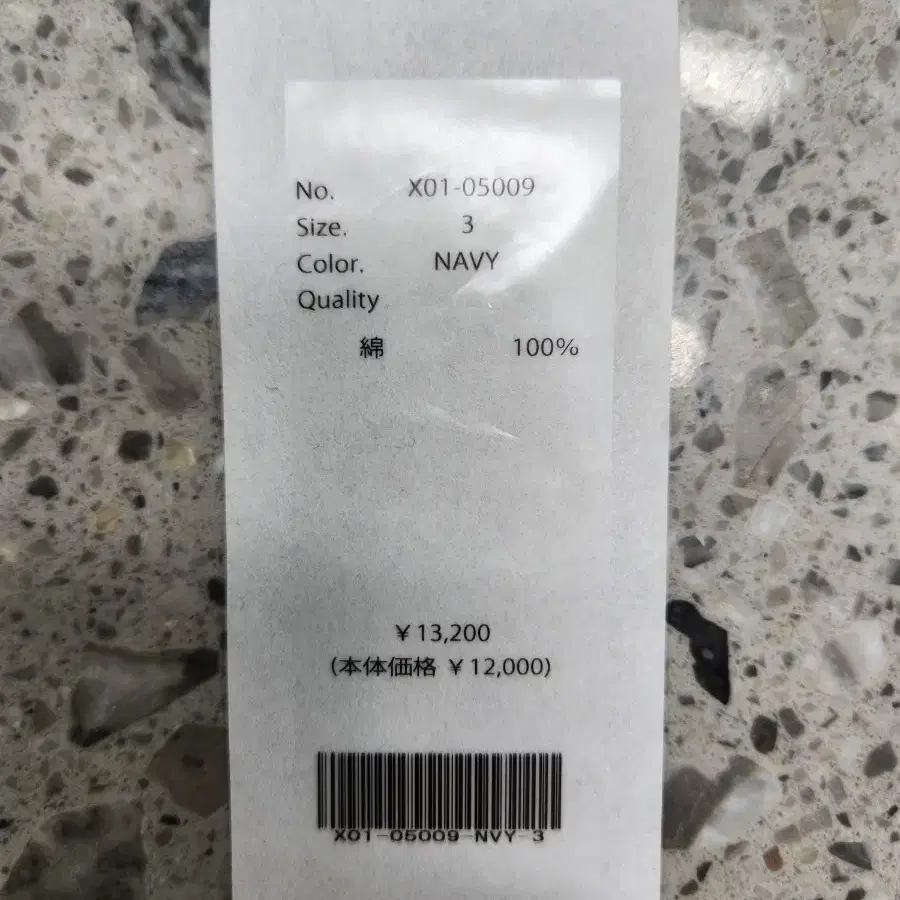 No. X01-05009
Size. 3
Color. NAVY
Quality
綿 100%
¥13,200
(本体価格 ¥12,000)
X01-05009-NVY-3